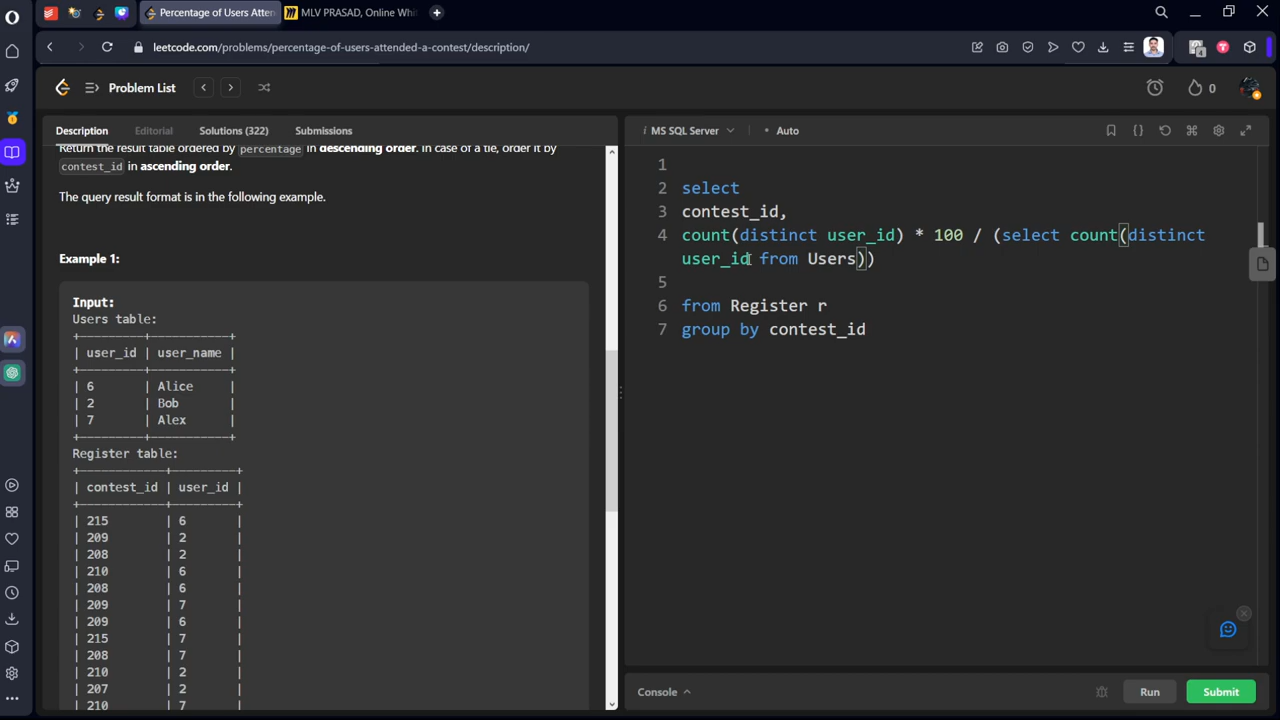 Percentage of Users Atten
MLV PRASAD, Online Whi
leetcode.com/problems/percentage-of-users-attended-a-contest/description/
4
Problem List
0
Description
Editorial
Solutions (322)
Submissions
Return the result table ordered by percentage in descending order. In case of a tie, order it by
contest_id in ascending order.
The query result format is in the following example.
Example 1:
Input:
Users table:
+---------+-----------+
| user_id | user_name |
+---------+-----------+
| 6 | Alice |
| 2 | Bob |
| 7 | Alex |
+---------+-----------+
Register table:
+------------+---------+
| contest_id | user_id |
+------------+---------+
| 215 | 6 |
| 209 | 2 |
| 208 | 2 |
| 210 | 6 |
| 208 | 6 |
| 209 | 7 |
| 209 | 6 |
| 215 | 7 |
| 208 | 7 |
| 210 | 2 |
| 207 | 2 |
| 210 | 7 |
MS SQL Server
Auto
1
2 select
3 contest_id,
4 count(distinct user_id) * 100 / (select count(distinct
user_id from Users))
5
6 from Register r
7 group by contest_id
Console
Run
Submit